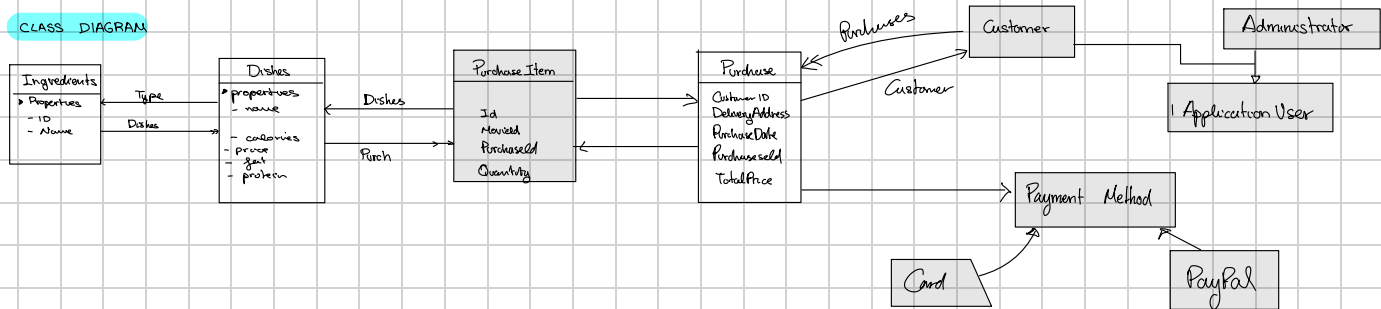 CLASS DIAGRAM
Ingredients
Properties
- ID
- Name
Type
Dishes
Dishes
properties
- name
- calories
- price
- fat
- protein
Dishes
Purch
Purchase Item
Id
MovieId
PurchaseId
Quantity
Purchase
Customer ID
DeliveryAddress
PurchaseDate
PurchaseId
TotalPrice
Purchases
Customer
Customer
Administrator
Application User
Payment Method
Card
PayPal